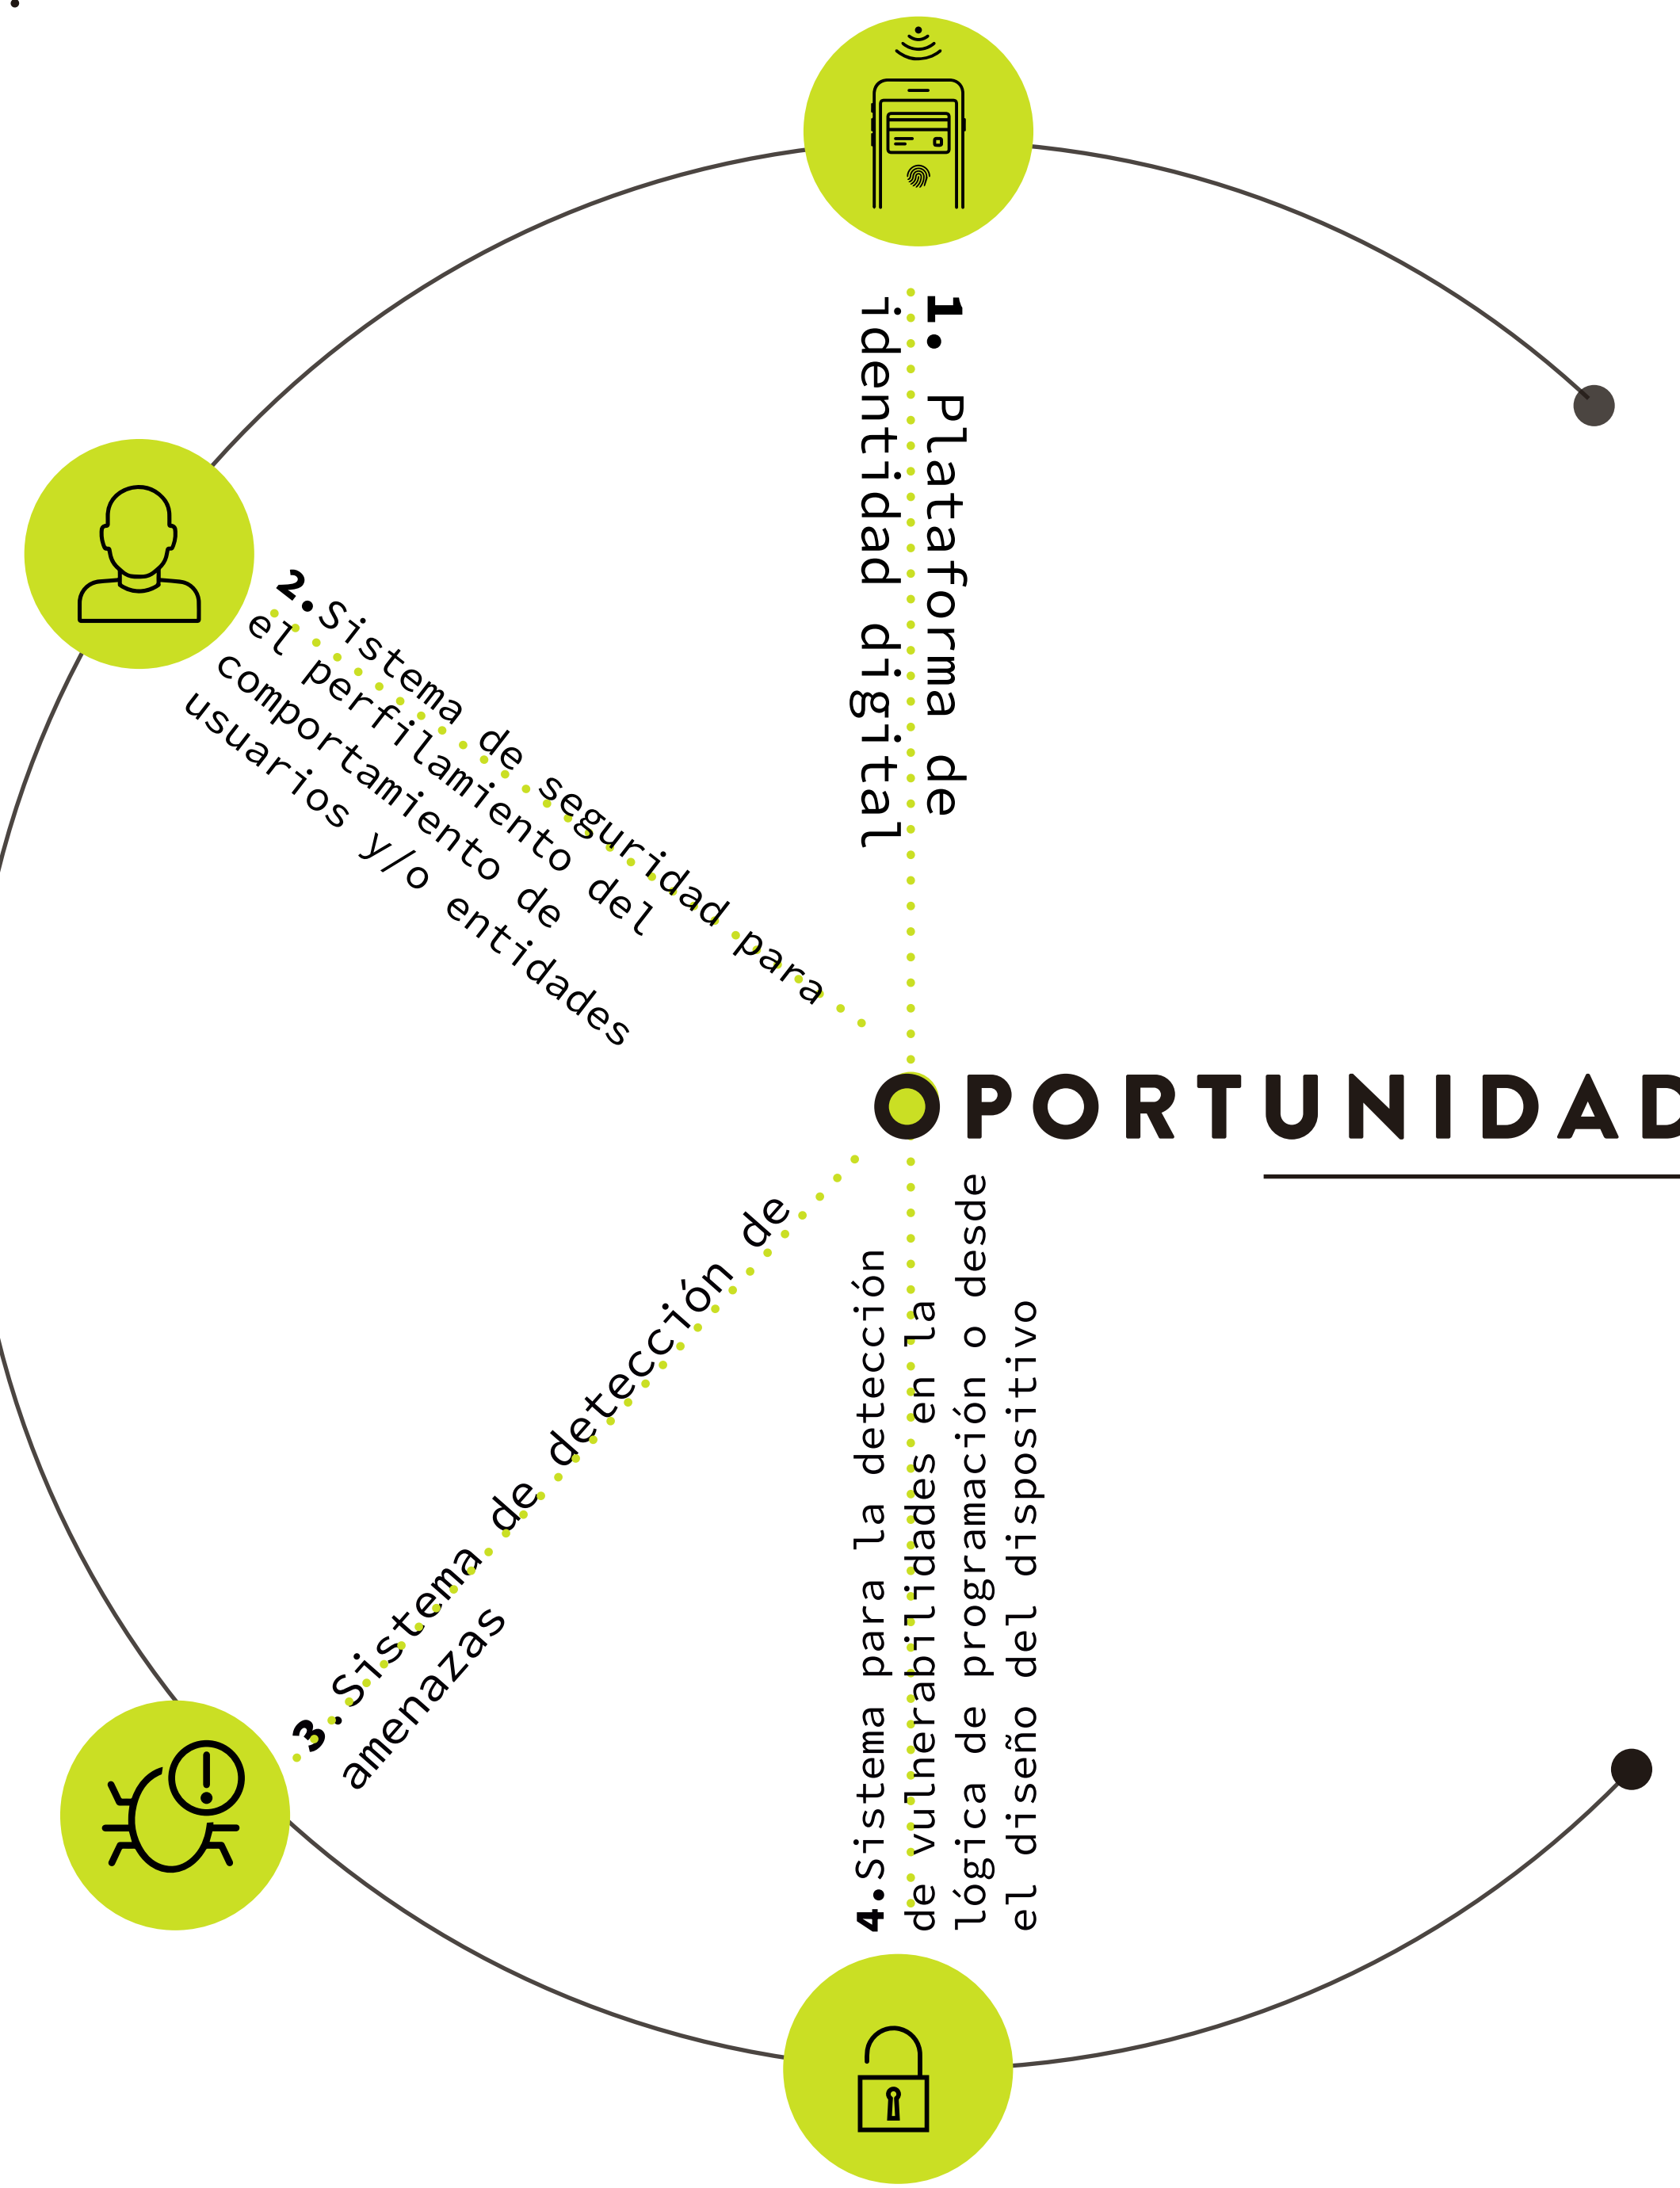 1. Plataforma de
identidad digital
2.Sistema de seguridad para
el perfilamiento del
comportamiento de
usuarios y/o entidades
OPORTUNIDAD
3.Sistema de detección de
amenazas
4.Sistema para la detección
de vulnerabilidades en la
lógica de programación o desde
el diseño del dispositivo